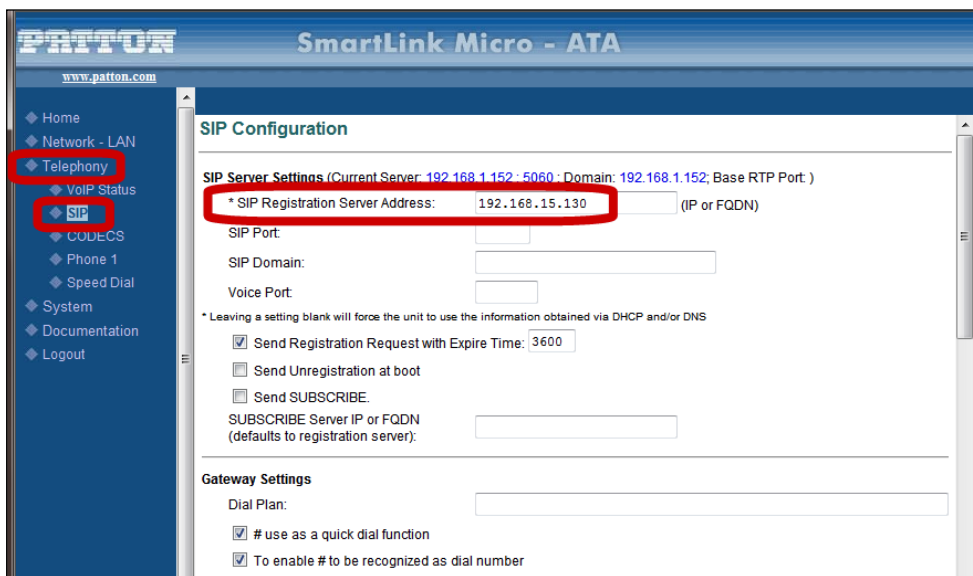 PATTON
SmartLink Micro - ATA
www.patton.com
Home
Network - LAN
Telephony
VoIP Status
SIP
CODECS
Phone 1
Speed Dial
System
Documentation
Logout
SIP Configuration
SIP Server Settings (Current Server: 192.168.1.152 : 5060 ; Domain: 192.168.1.152; Base RTP Port: )
* SIP Registration Server Address: 192.168.15.130 (IP or FQDN)
SIP Port:
SIP Domain:
Voice Port:
* Leaving a setting blank will force the unit to use the information obtained via DHCP and/or DNS
Send Registration Request with Expire Time: 3600
Send Unregistration at boot
Send SUBSCRIBE.
SUBSCRIBE Server IP or FQDN
(defaults to registration server):
Gateway Settings
Dial Plan:
# use as a quick dial function
To enable # to be recognized as dial number